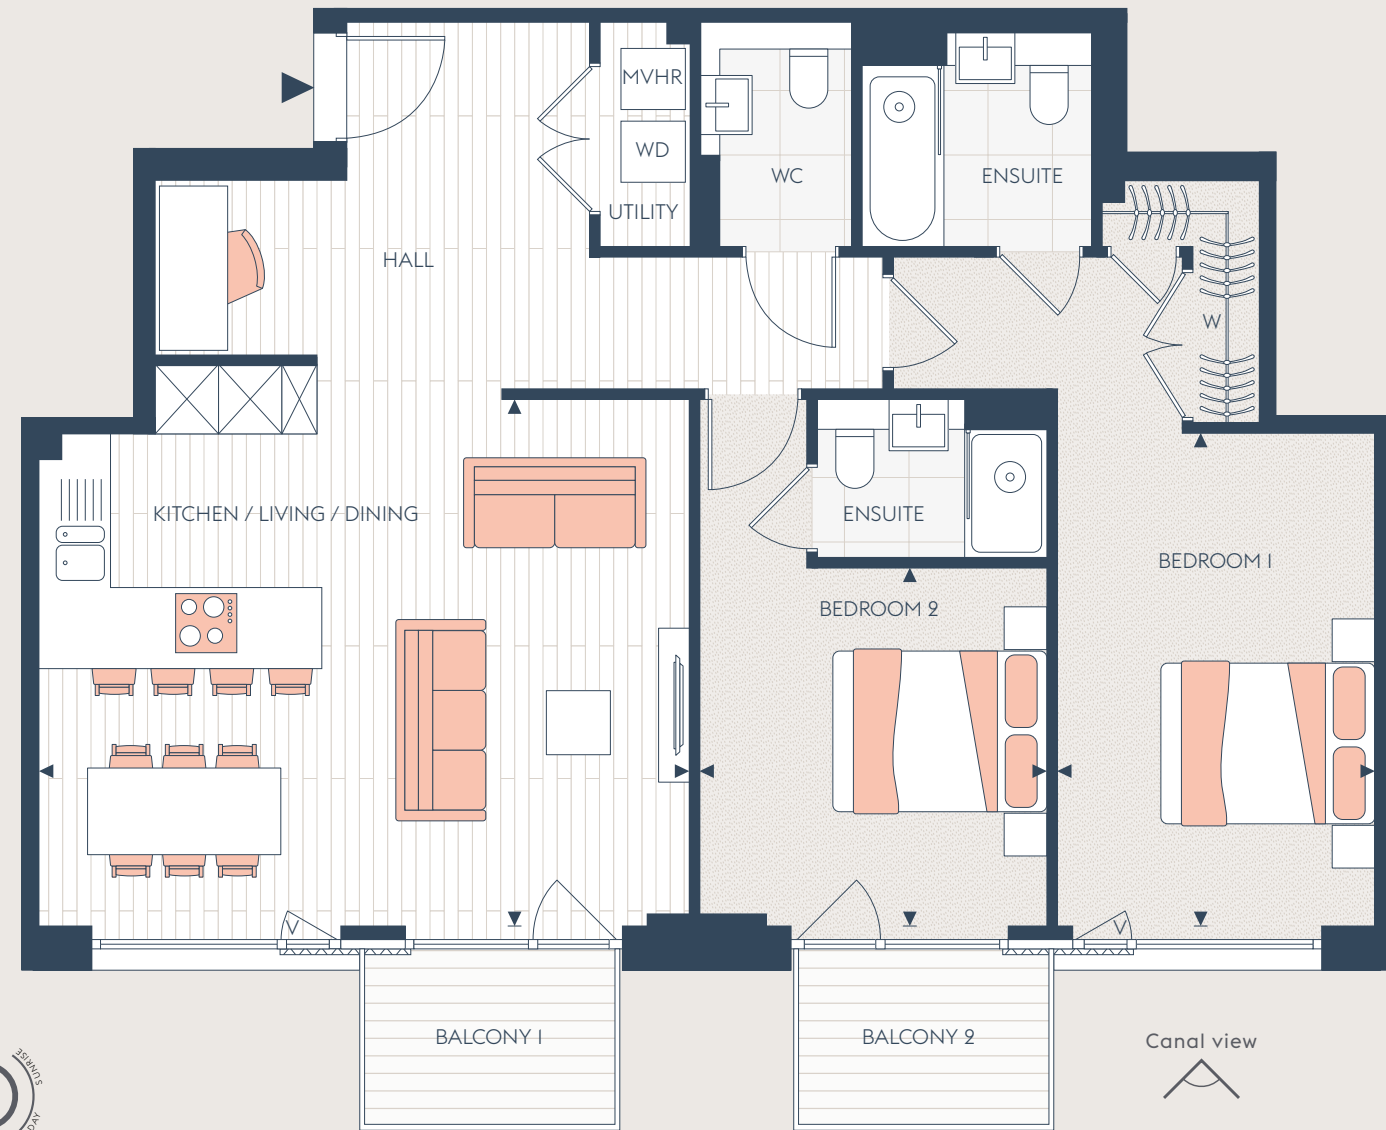 MVHR
WD
UTILITY
WC
ENSUITE
HALL
W
KITCHEN / LIVING / DINING
ENSUITE
BEDROOM 1
BEDROOM 2
V
V
BALCONY 1
BALCONY 2
Canal view
SUNRISE